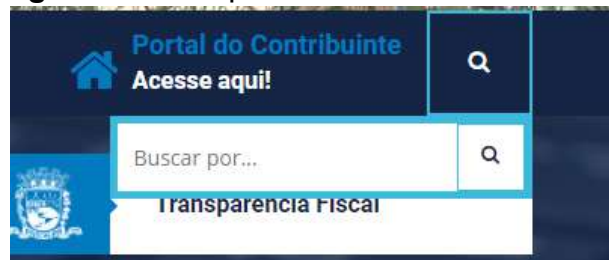 Portal do Contribuinte
Acesse aqui!
Buscar por...
Transparência Fiscal